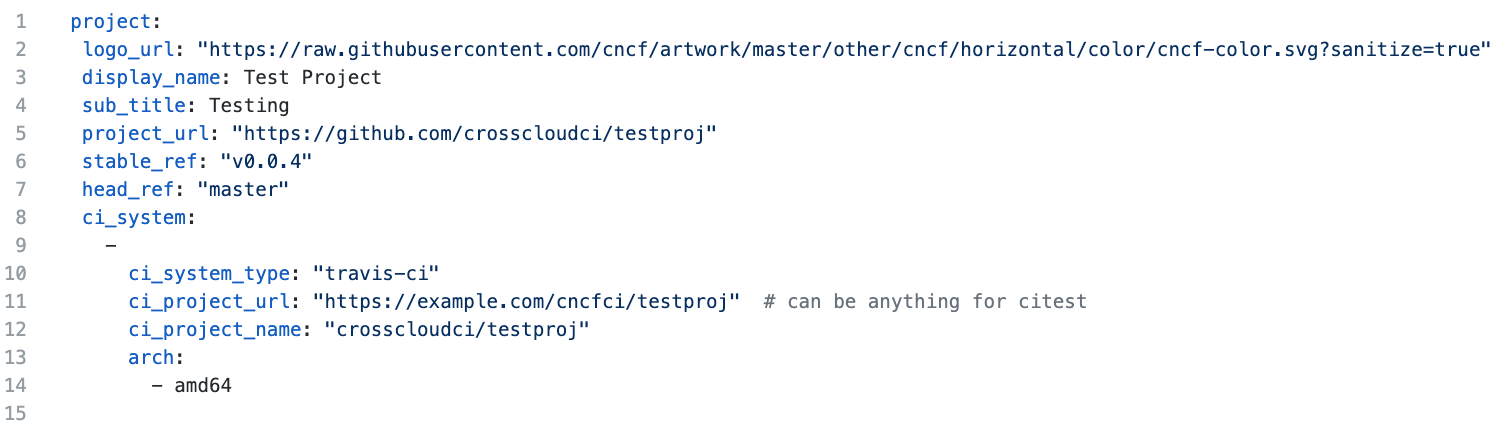 1 project:
2  logo_url: "https://raw.githubusercontent.com/cncf/artwork/master/other/cncf/horizontal/color/cncf-color.svg?sanitize=true"
3  display_name: Test Project
4  sub_title: Testing
5  project_url: "https://github.com/crosscloudci/testproj"
6  stable_ref: "v0.0.4"
7  head_ref: "master"
8  ci_system:
9    -
10      ci_system_type: "travis-ci"
11      ci_project_url: "https://example.com/cncfci/testproj"  # can be anything for citest
12      ci_project_name: "crosscloudci/testproj"
13      arch:
14        - amd64
15